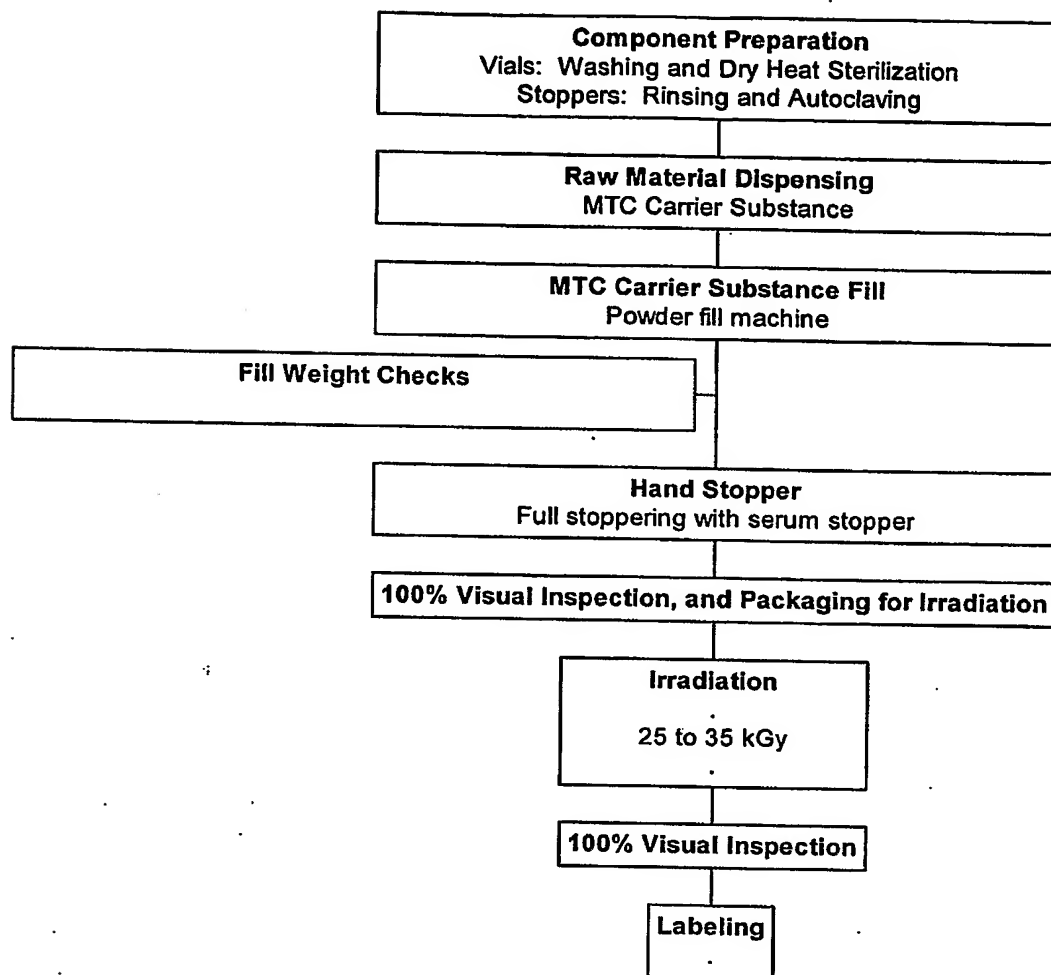 Component Preparation
Vials: Washing and Dry Heat Sterilization
Stoppers: Rinsing and Autoclaving
Raw Material Dispensing
MTC Carrier Substance
MTC Carrier Substance Fill
Powder fill machine
Fill Weight Checks
Hand Stopper
Full stoppering with serum stopper
100% Visual Inspection, and Packaging for Irradiation
Irradiation
25 to 35 kGy
100% Visual Inspection
Labeling